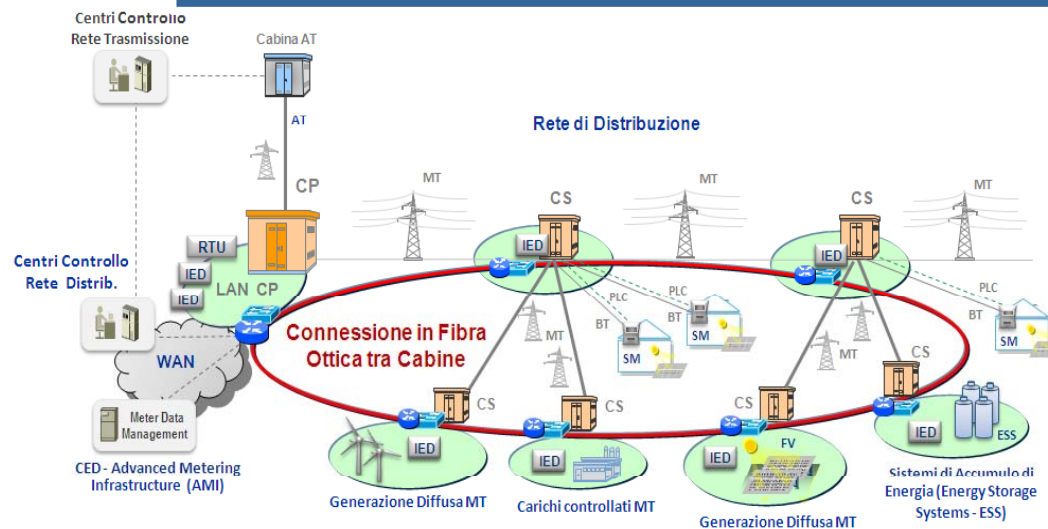 Centri Controllo
Rete Trasmissione
Cabina AT
AT
Rete di Distribuzione
CP
MT
CS
MT
CS
MT
RTU
IED
IED
LAN CP
IED
IED
Centri Controllo
Rete Distrib.
WAN
Connessione in Fibra
Ottica tra Cabine
MT
PLC
BT
SM
PLC
BT
SM
MT
PLC
BT
SM
CS
CS
CS
CS
Meter Data
Management
IED
IED
IED
FV
IED
ESS
CED - Advanced Metering
Infrastructure (AMI)
Generazione Diffusa MT
Carichi controllati MT
Generazione Diffusa MT
Sistemi di Accumulo di
Energia (Energy Storage
Systems - ESS)